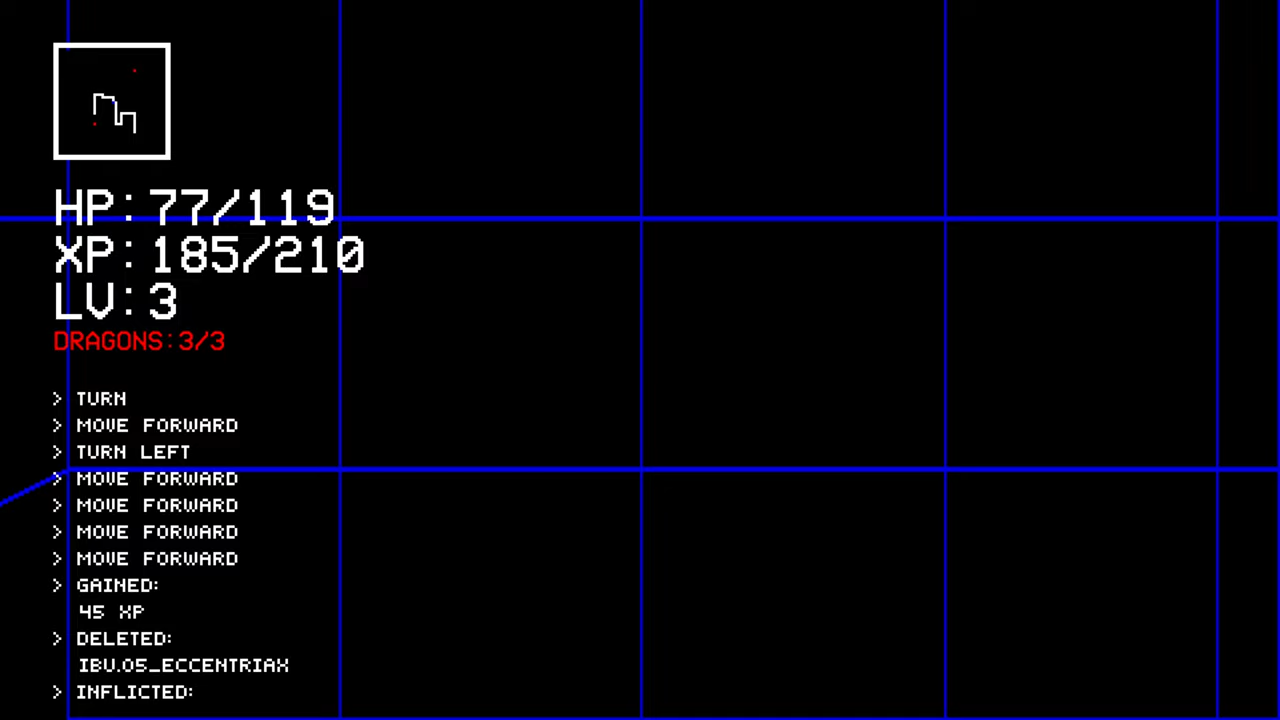 HP:77/119
XP:185/210
LV:3
DRAGONS:3/3
> TURN
> MOVE FORWARD
> TURN LEFT
> MOVE FORWARD
> MOVE FORWARD
> MOVE FORWARD
> MOVE FORWARD
> GAINED:
45 XP
> DELETED:
IBV.05_ECCENTRIAX
> INFLICTED: